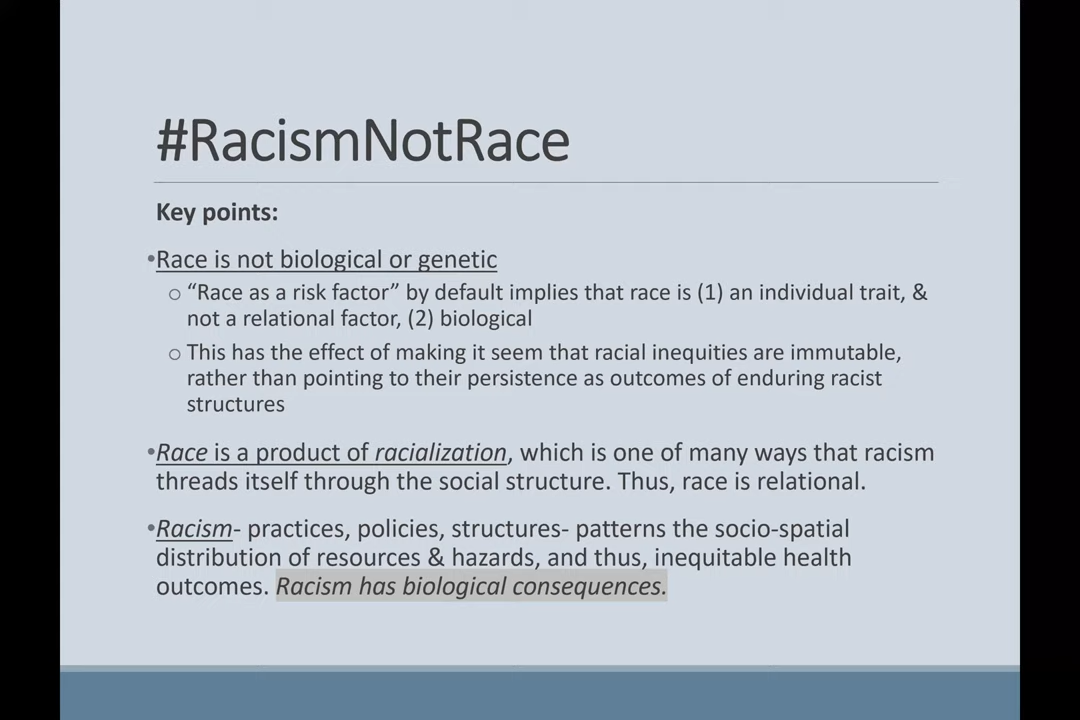 #RacismNotRace
Key points:
•Race is not biological or genetic
o “Race as a risk factor” by default implies that race is (1) an individual trait, &
not a relational factor, (2) biological
o This has the effect of making it seem that racial inequities are immutable,
rather than pointing to their persistence as outcomes of enduring racist
structures
•Race is a product of racialization, which is one of many ways that racism
threads itself through the social structure. Thus, race is relational.
•Racism- practices, policies, structures- patterns the socio-spatial
distribution of resources & hazards, and thus, inequitable health
outcomes. Racism has biological consequences.